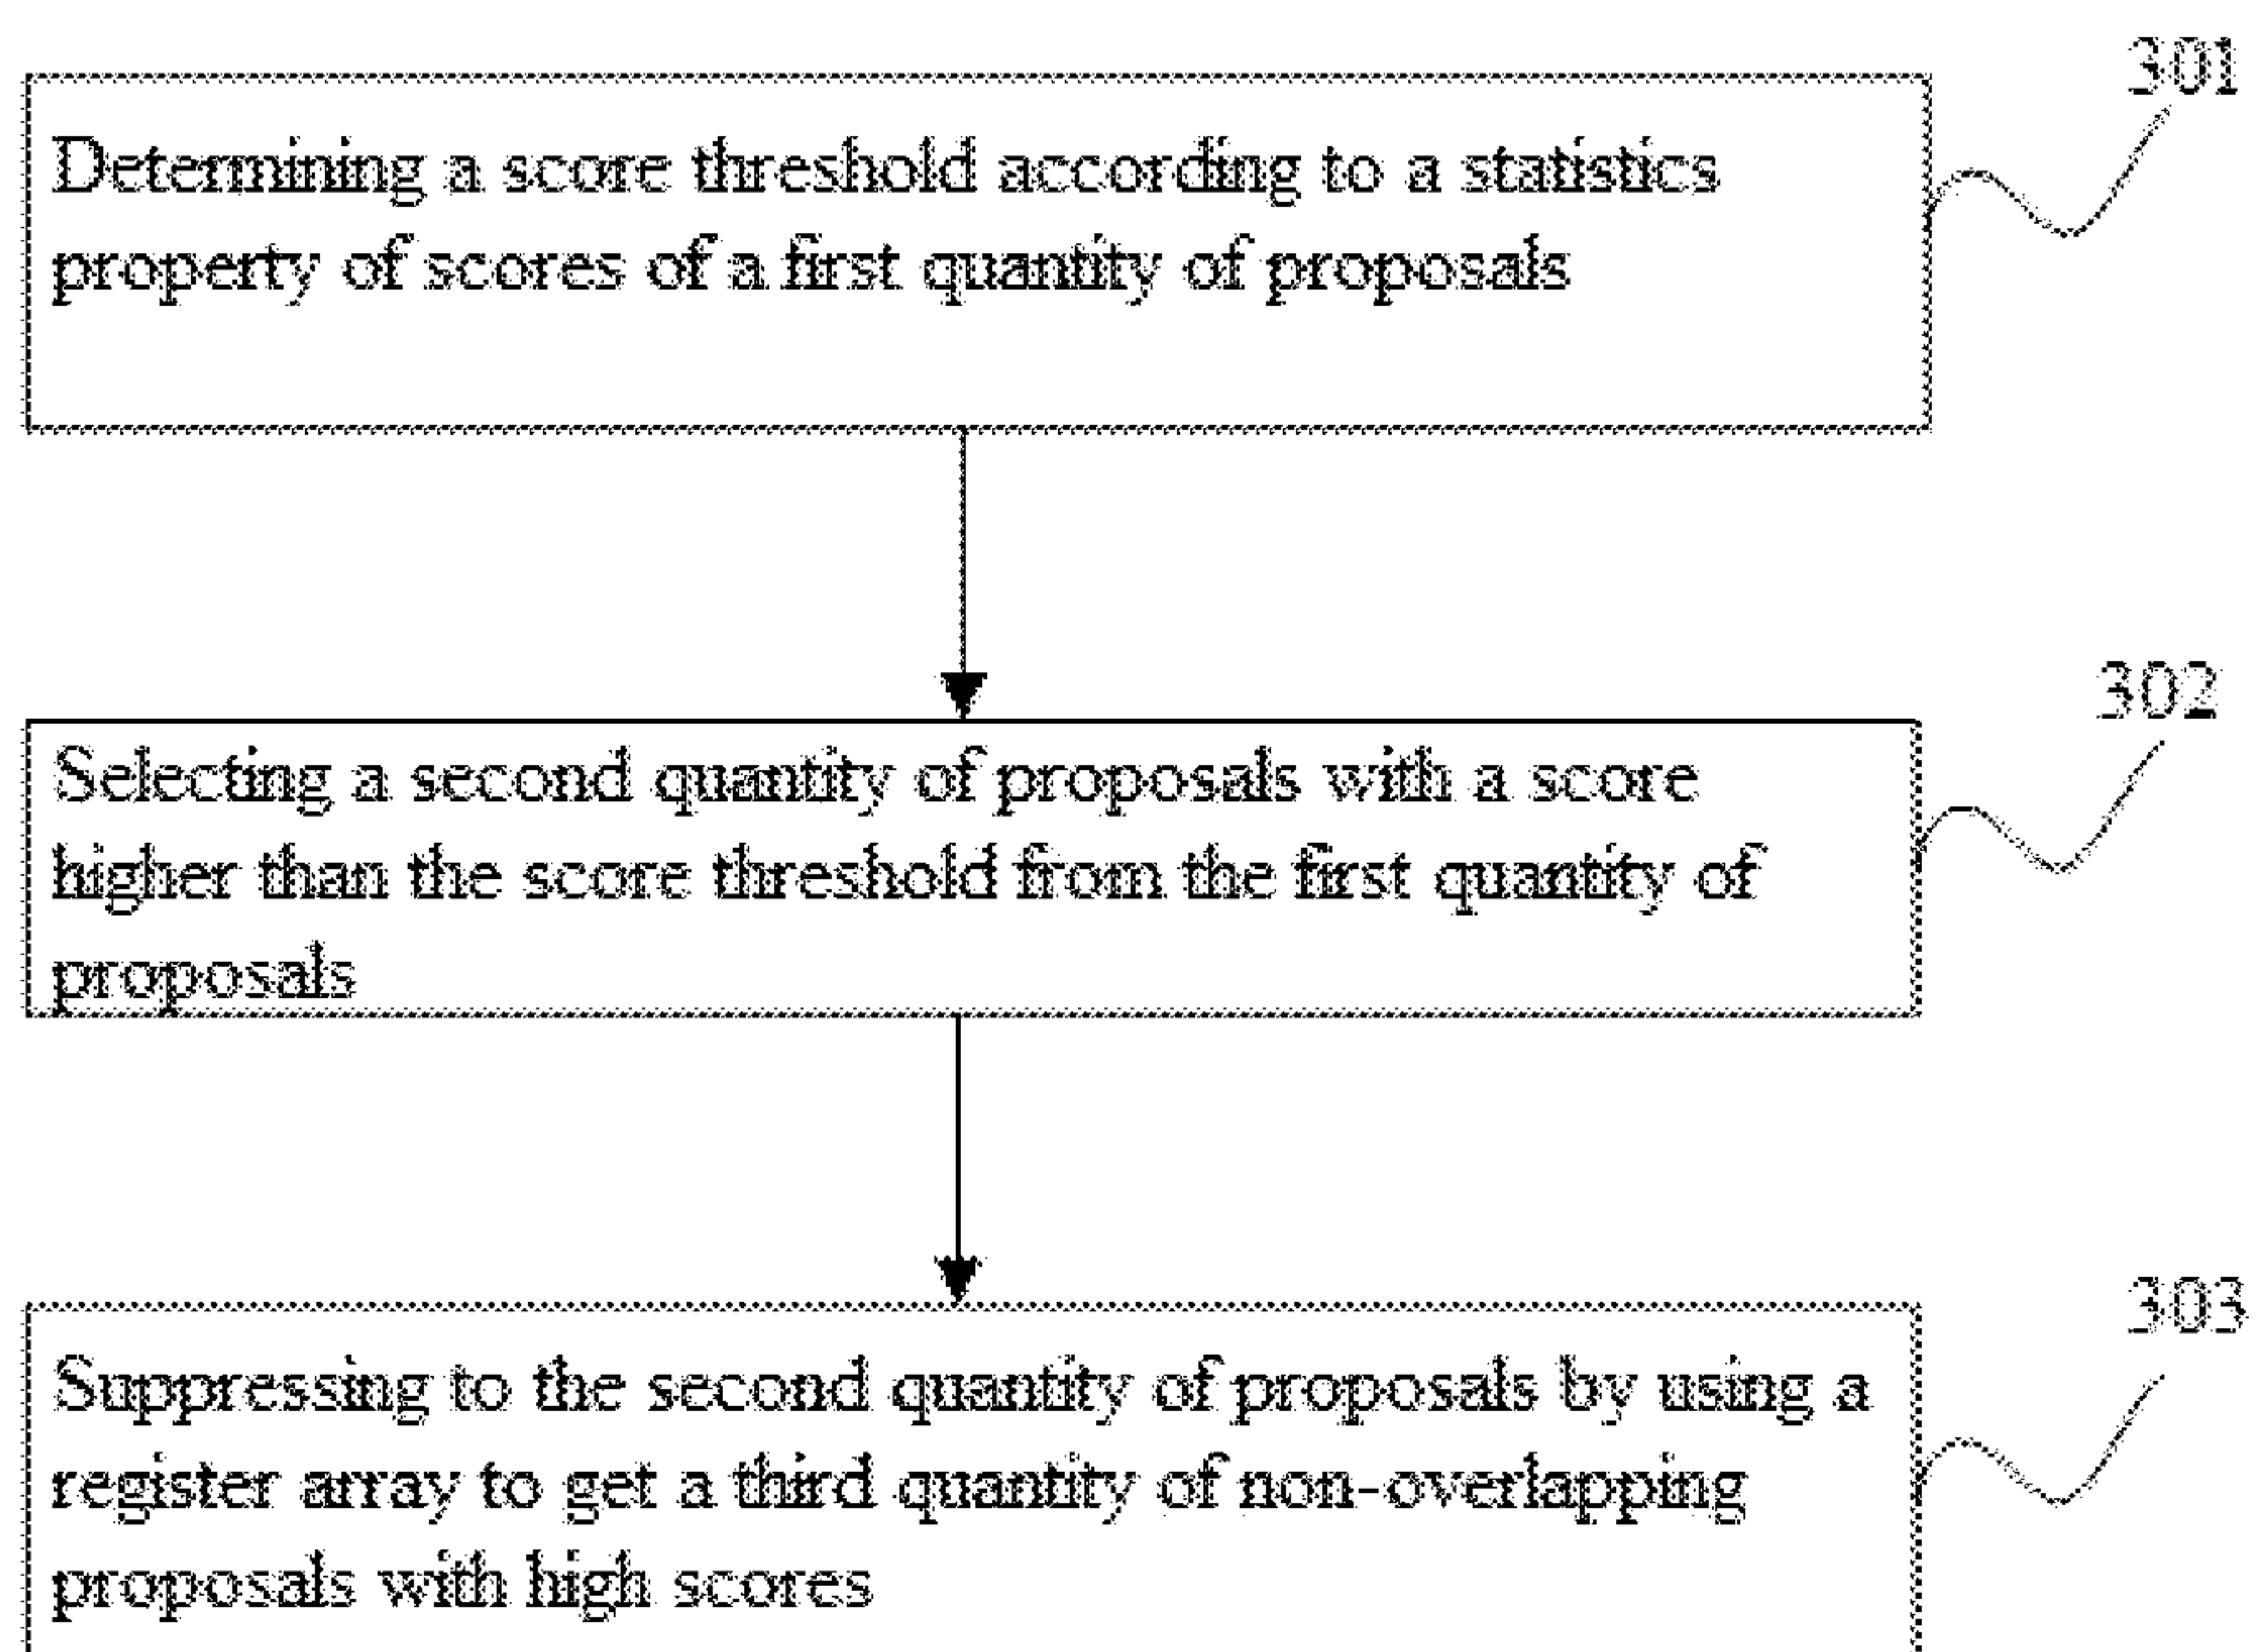 301
Determining a score threshold according to a statistics
property of scores of a first quantity of proposals
302
Selecting a second quantity of proposals with a score
higher than the score threshold from the first quantity of
proposals
303
Suppressing to the second quantity of proposals by using a
register array to get a third quantity of non-overlapping
proposals with high scores